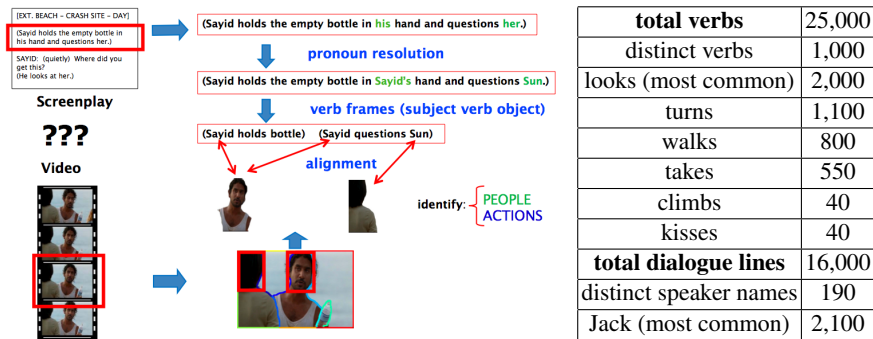 [EXT. BEACH – CRASH SITE – DAY]
(Sayid holds the empty bottle in
his hand and questions her.)
SAYID: (quietly) Where did you
get this?
(He looks at her.)
Screenplay
???
Video
(Sayid holds the empty bottle in his hand and questions her.)
pronoun resolution
(Sayid holds the empty bottle in Sayid's hand and questions Sun.)
verb frames (subject verb object)
(Sayid holds bottle) (Sayid questions Sun)
alignment
identify: PEOPLE
ACTIONS
total verbs 25,000
distinct verbs 1,000
looks (most common) 2,000
turns 1,100
walks 800
takes 550
climbs 40
kisses 40
total dialogue lines 16,000
distinct speaker names 190
Jack (most common) 2,100